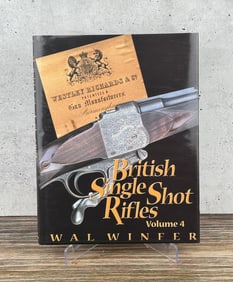 WESTLEY RICHARDS & Co
Gun Manufacturers
British
Single Shot
Rifles
Volume 4
WAL WINFER